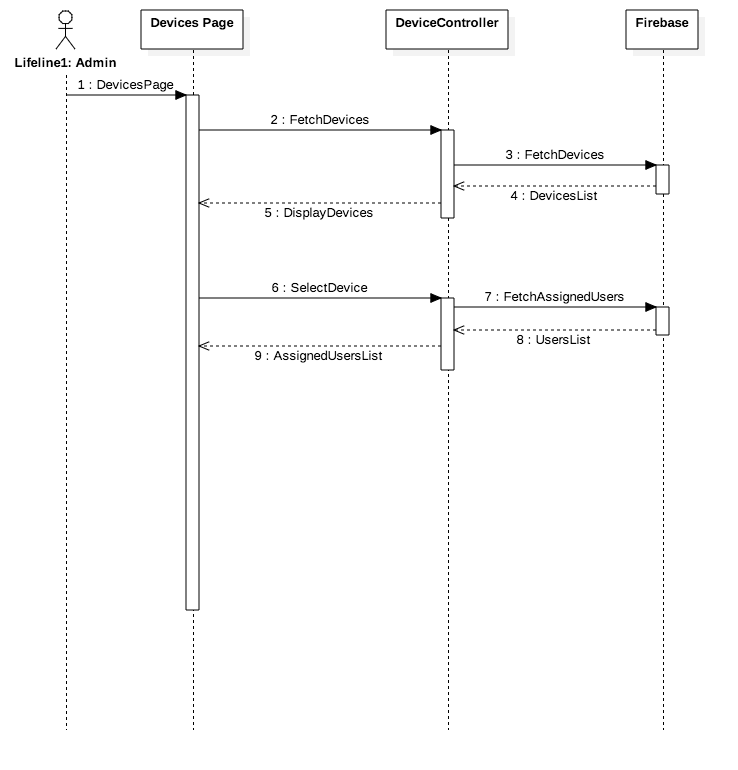 Devices Page
DeviceController
Firebase
Lifeline1: Admin
1 : DevicesPage
2 : FetchDevices
3 : FetchDevices
4 : DevicesList
5 : DisplayDevices
6 : SelectDevice
7 : FetchAssignedUsers
8 : UsersList
9 : AssignedUsersList